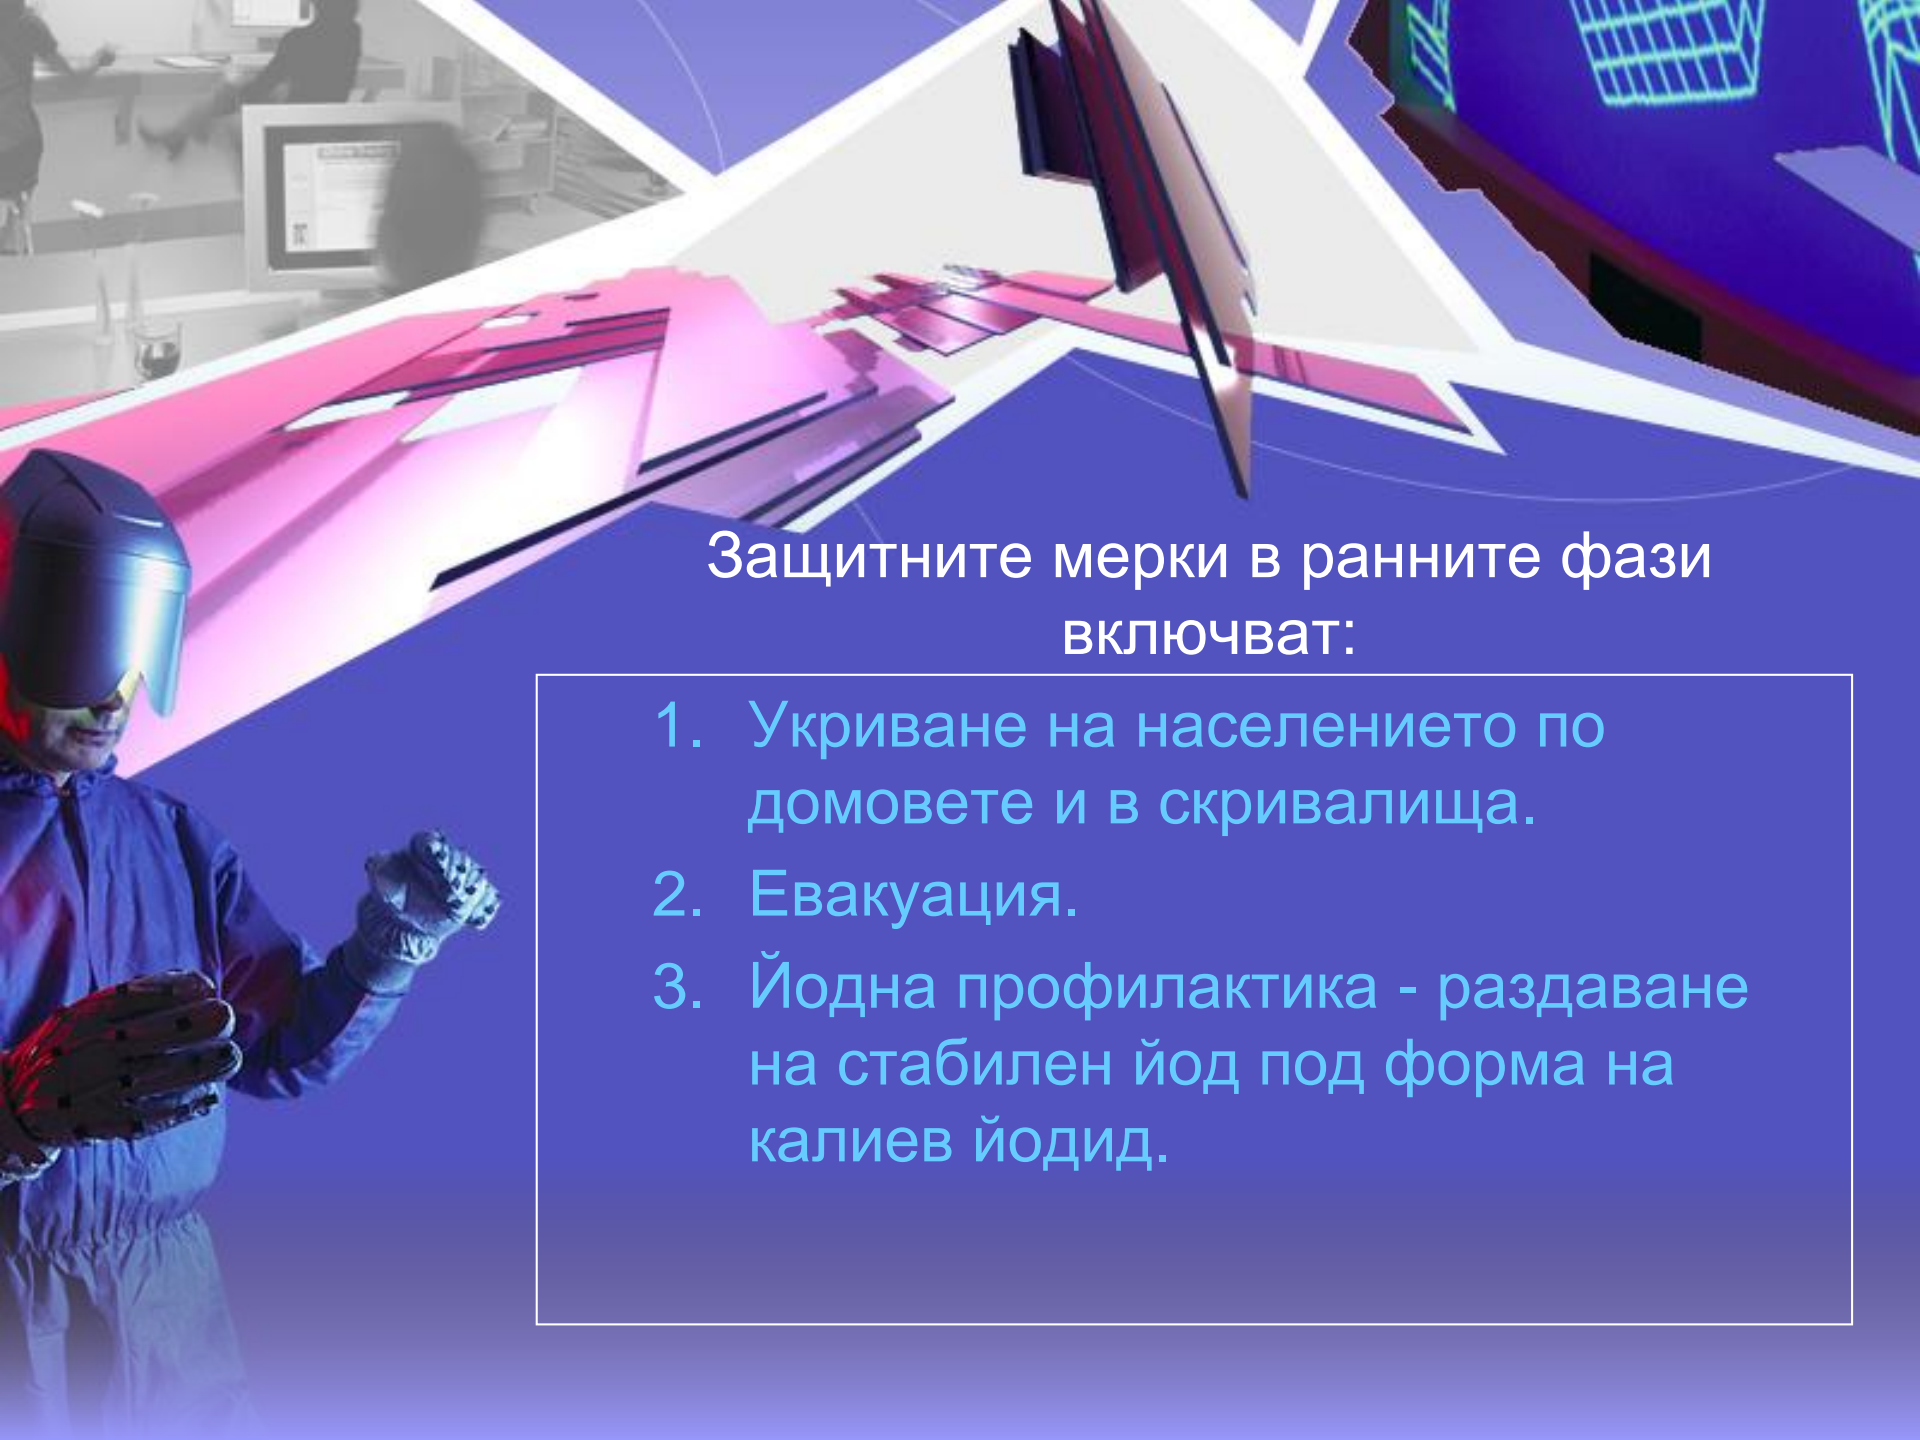 Защитните мерки в ранните фази
включват:
1. Укриване на населението по
домовете и в скривалища.
2. Евакуация.
3. Йодна профилактика - раздаване
на стабилен йод под форма на
калиев йодид.